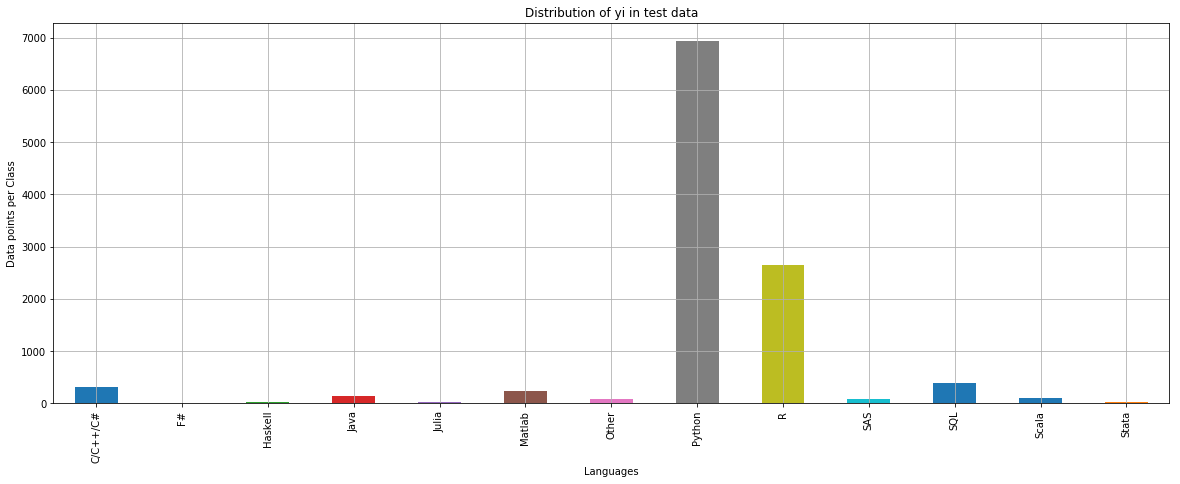 Distribution of yi in test data
Data points per Class
7000
6000
5000
4000
3000
2000
1000
0
C/C++/C#
F#
Haskell
Java
Julia
Matlab
Other
Python
R
SAS
SQL
Scala
Stata
Languages